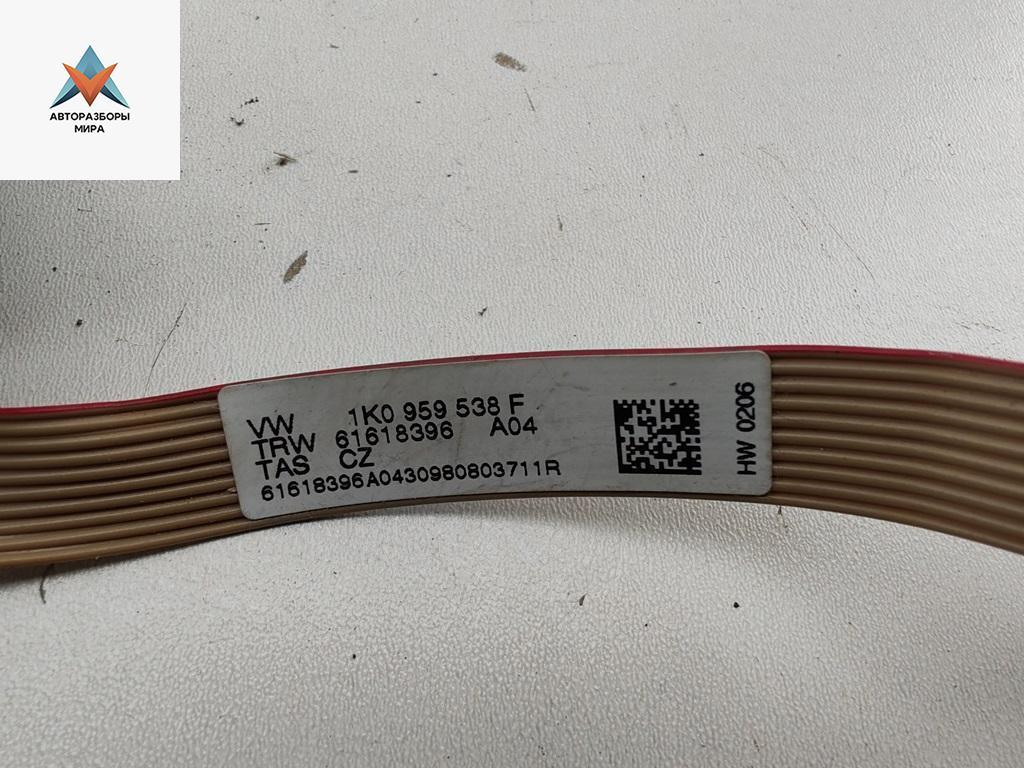 АВТОРАЗБОРЫ
МИРА
VW 1K0 959 538 F
TRW 61618396 A04
TAS CZ
61618396A0430980803711R
HW 0206